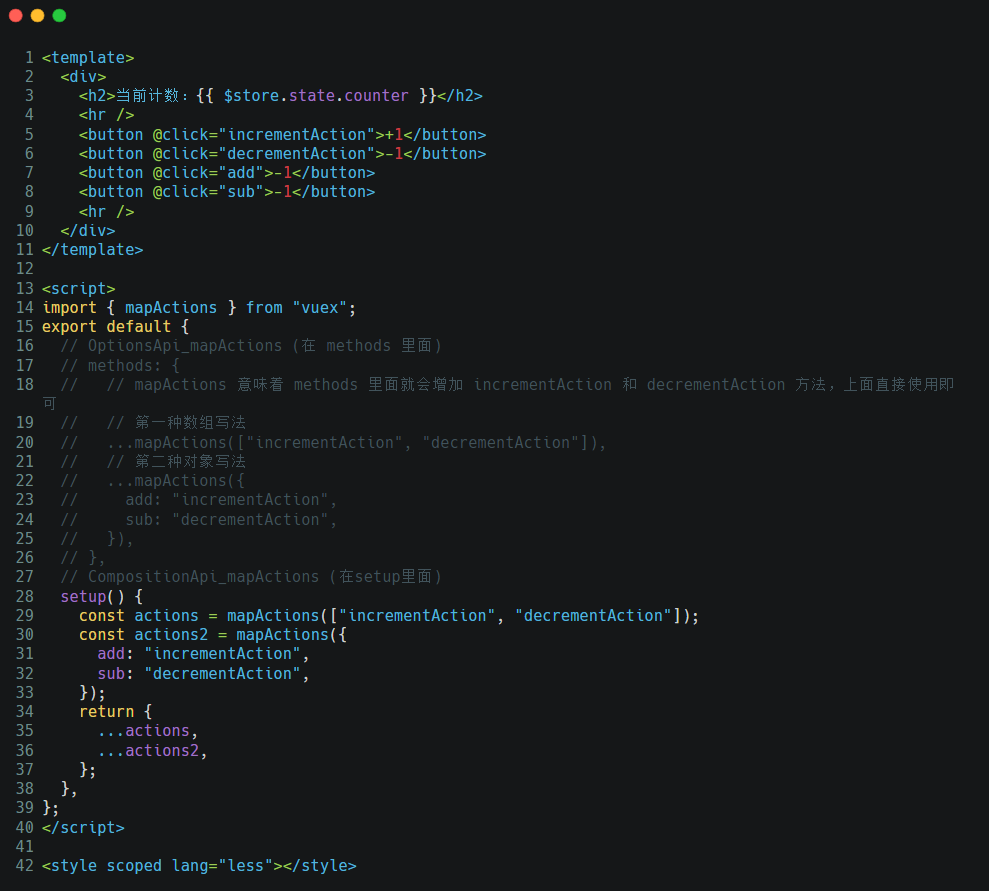 1 <template>
2   <div>
3     <h2>当前计数：{{ $store.state.counter }}</h2>
4     <hr />
5     <button @click="incrementAction">+1</button>
6     <button @click="decrementAction">-1</button>
7     <button @click="add">-1</button>
8     <button @click="sub">-1</button>
9     <hr />
10   </div>
11 </template>
12
13 <script>
14 import { mapActions } from "vuex";
15 export default {
16   // OptionsApi_mapActions (在 methods 里面)
17   // methods: {
18   //   // mapActions 意味着 methods 里面就会增加 incrementAction 和 decrementAction 方法，上面直接使用即
可
19   //   // 第一种数组写法
20   //   ...mapActions(["incrementAction", "decrementAction"]),
21   //   // 第二种对象写法
22   //   ...mapActions({
23   //     add: "incrementAction",
24   //     sub: "decrementAction",
25   //   }),
26   // },
27   // CompositionApi_mapActions (在setup里面)
28   setup() {
29     const actions = mapActions(["incrementAction", "decrementAction"]);
30     const actions2 = mapActions({
31       add: "incrementAction",
32       sub: "decrementAction",
33     });
34     return {
35       ...actions,
36       ...actions2,
37     };
38   },
39 };
40 </script>
41
42 <style scoped lang="less"></style>